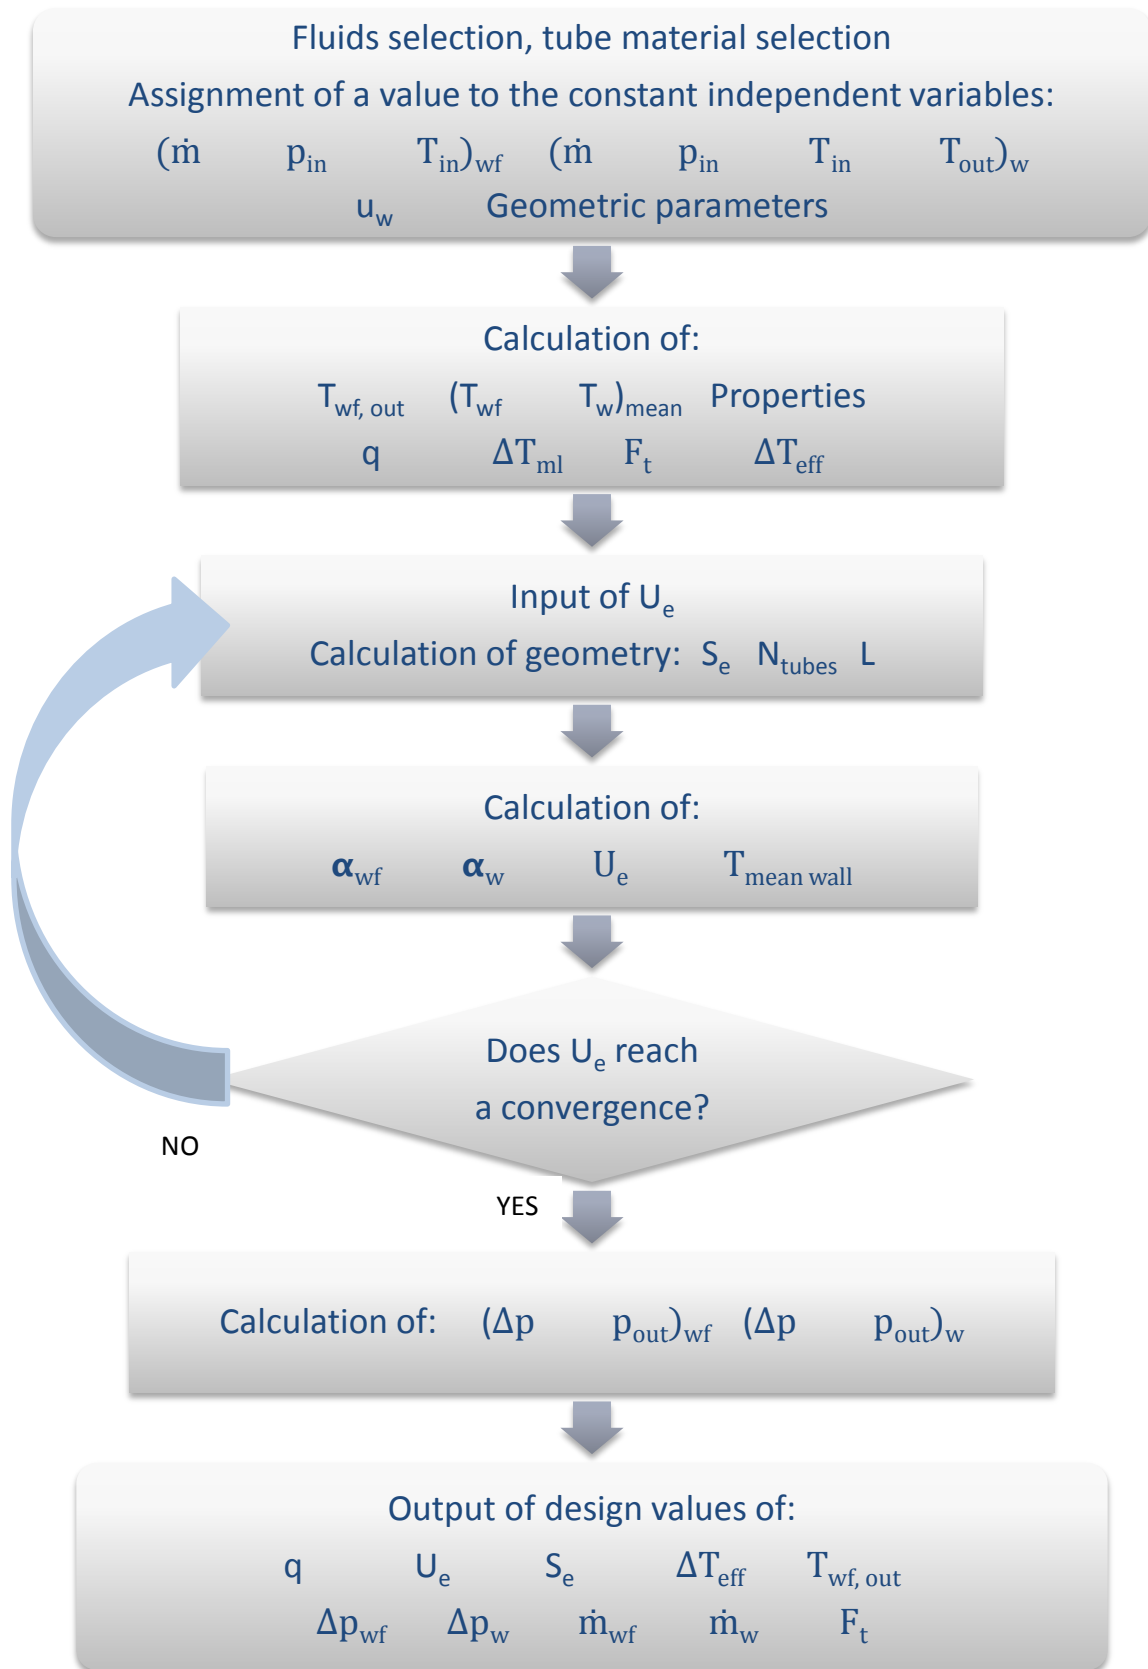 Fluids selection, tube material selection
Assignment of a value to the constant independent variables:
(ṁ p_in T_in)_wf (ṁ p_in T_in T_out)_w
u_w Geometric parameters
Calculation of:
T_wf, out (T_wf T_w)_mean Properties
q ΔT_ml F_t ΔT_eff
Input of U_e
Calculation of geometry: S_e N_tubes L
Calculation of:
α_wf α_w U_e T_mean wall
Does U_e reach
a convergence?
NO
YES
Calculation of: (Δp p_out)_wf (Δp p_out)_w
Output of design values of:
q U_e S_e ΔT_eff T_wf, out
Δp_wf Δp_w ṁ_wf ṁ_w F_t